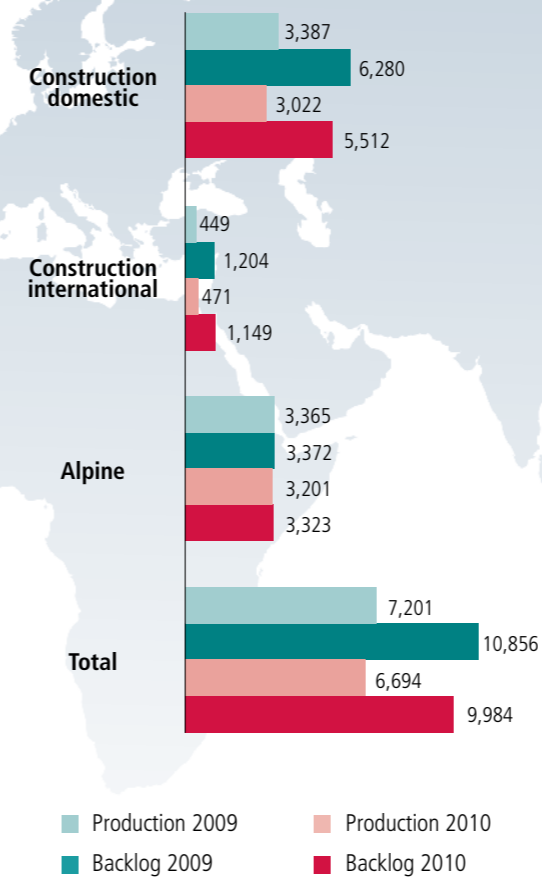 Construction
domestic
3,387
6,280
3,022
5,512
Construction
international
449
1,204
471
1,149
Alpine
3,365
3,372
3,201
3,323
Total
7,201
10,856
6,694
9,984
Production 2009
Production 2010
Backlog 2009
Backlog 2010